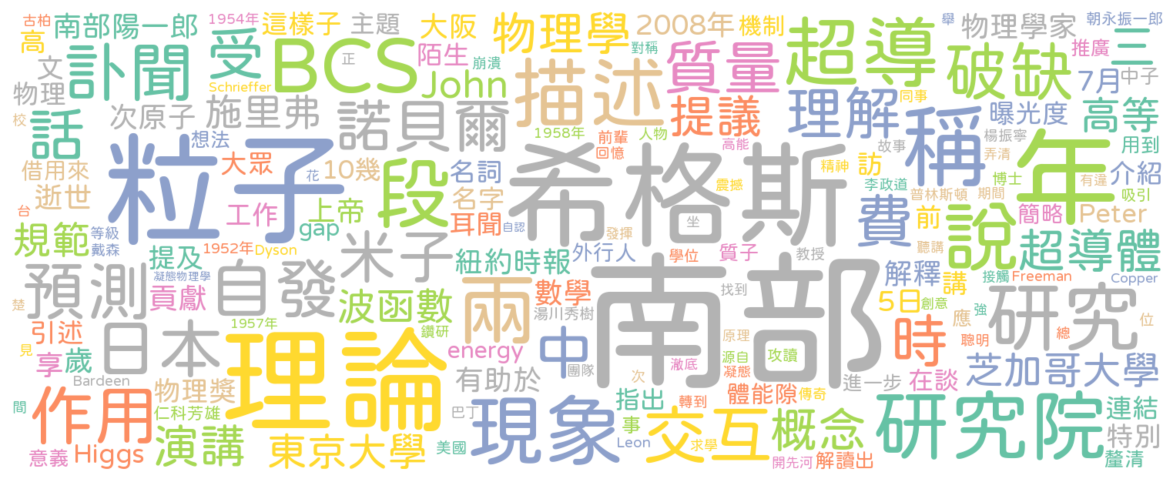 古柏 南部陽一郎 1954年 這樣子 主題 大阪 物理學 2008年 機制 舉 物理學家 朝永振一郎
高 訃聞 受 BCS 陌生 崩潰 對稱 質量 超導 破缺 推廣 三
文 正 John 描述 7月 中子
物理 Schrieffer 提議 理解 同事 曝光度 高等
校 話 次原子 施里弗 諾貝爾 1958年 前輩 人物 稱 楊振寧 用到
想法 回憶 高能 故事 弄清
借用來 粒子 大眾 10幾 段 名詞 希格斯 精神 訪 博士 年 介紹
逝世 花 名字 震撼 李政道 普林斯頓 期間 有違 吸引
台 工作 上帝 gap 耳聞 坐 費 前 說 簡略 Peter
規範 等級 戴森 提及 1952年 Dyson 自認 發揮 學位 質子 教授 聽講 超導體
凝態物理學 米子 紐約時報 外行人 南部 解釋 接觸 Freeman Copper
預測 貢獻 自發 波函數 鑽研 兩 數學 找到 講 5日 創意 強
楚 湯川秀樹 應 研究 位
引述 日本 1957年 理論 中 原理 時 聰明 總
見 享 歲 energy 團隊 次 澈底 源自 凝態 攻讀 芝加哥大學
Bardeen 物理獎 有助於 體能隙 傳奇 進一步 在談
間 作用 仁科芳雄 巴丁 現象 指出 轉到 連結
事 交互 概念 研究院 特別
意義 Higgs 演講 東京大學 美國 Leon 求學 開先河 解讀出 釐清